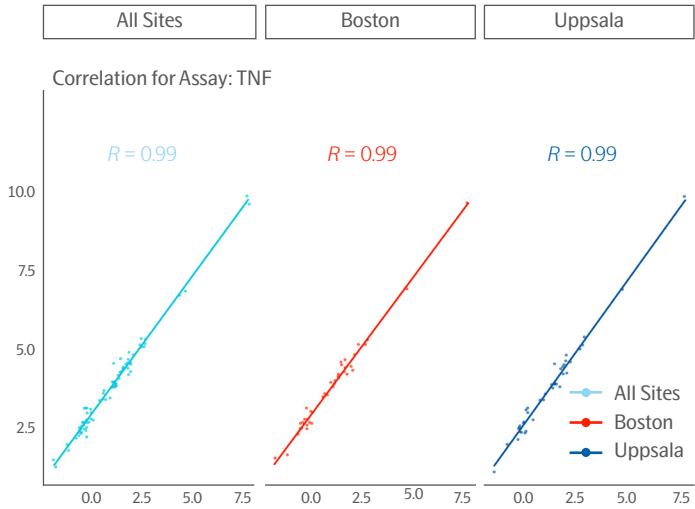 All Sites Boston Uppsala
Correlation for Assay: TNF
R = 0.99 R = 0.99 R = 0.99
10.0
7.5
5.0
2.5
All Sites
Boston
Uppsala
0.0 2.5 5.0 7.5 0.0 2.5 5.0 7.5 0.0 2.5 5.0 7.5